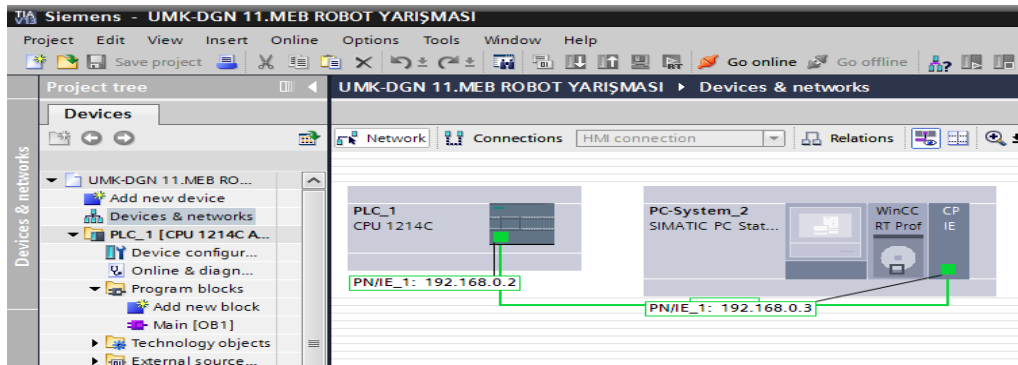 Siemens - UMK-DGN 11.MEB ROBOT YARIŞMASI
Project Edit View Insert Online Options Tools Window Help
Save project Go online Go offline
Project tree
UMK-DGN 11.MEB ROBOT YARIŞMASI ▸ Devices & networks
Devices
Network Connections HMI connection Relations
Devices & networks
UMK-DGN 11.MEB RO...
Add new device
Devices & networks
PLC_1 [CPU 1214C A...
Device configur...
Online & diagn...
Program blocks
Add new block
Main [OB1]
Technology objects
External source...
PLC_1
CPU 1214C
PC-System_2
SIMATIC PC Stat...
WinCC
RT Prof
CP
IE
PN/IE_1: 192.168.0.2
PN/IE_1: 192.168.0.3